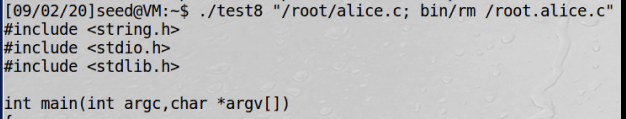 [09/02/20]seed@VM:~$ ./test8 "/root/alice.c; bin/rm /root.alice.c"
#include <string.h>
#include <stdio.h>
#include <stdlib.h>
int main(int argc,char *argv[])